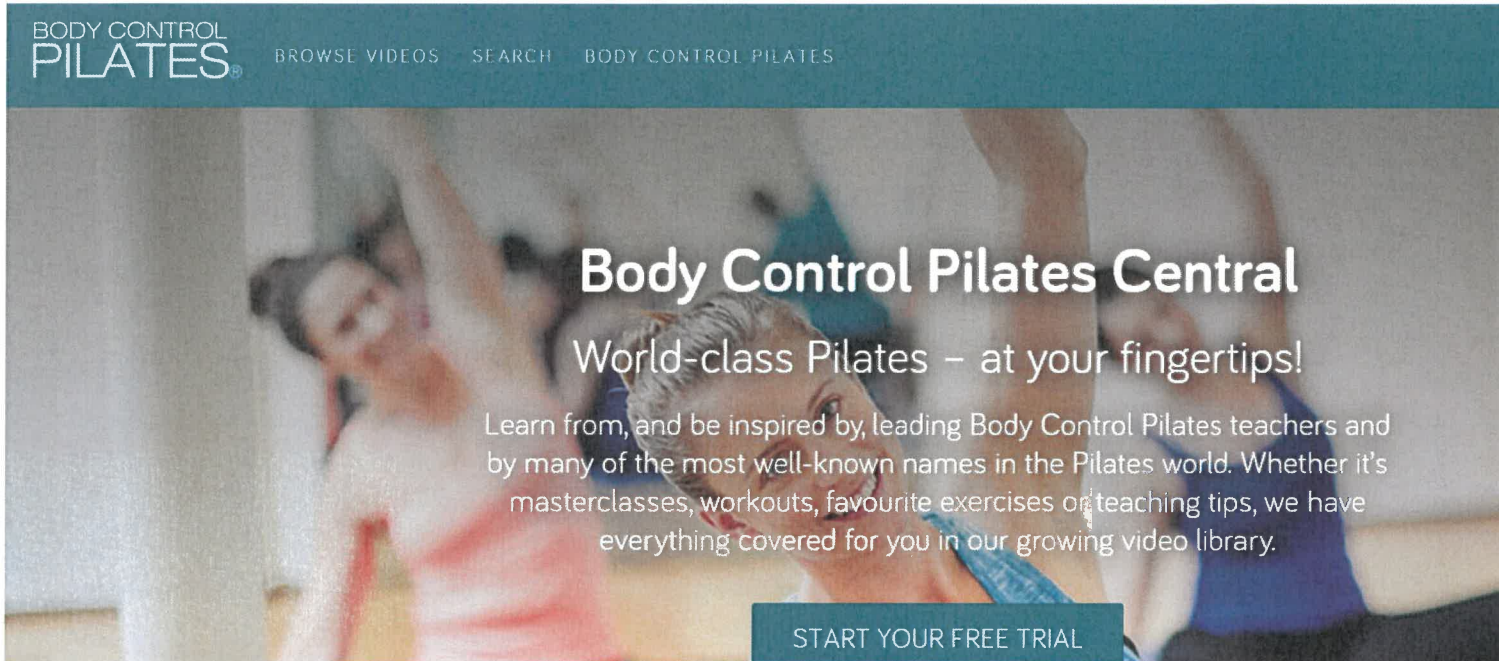 BODY CONTROL
PILATES®
BROWSE VIDEOS SEARCH BODY CONTROL PILATES
Body Control Pilates Central
World-class Pilates – at your fingertips!
Learn from, and be inspired by, leading Body Control Pilates teachers and
by many of the most well-known names in the Pilates world. Whether it's
masterclasses, workouts, favourite exercises or teaching tips, we have
everything covered for you in our growing video library.
START YOUR FREE TRIAL